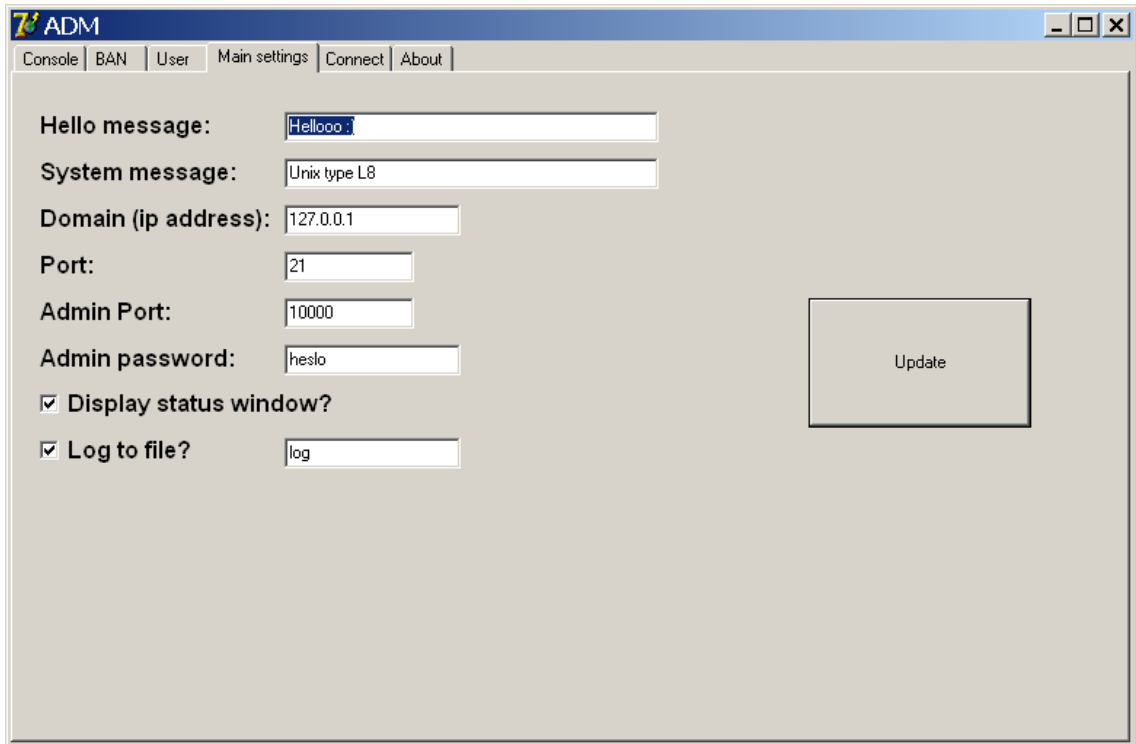 ADM
Console BAN User Main settings Connect About
Hello message: Hellooo :)
System message: Unix type L8
Domain (ip address): 127.0.0.1
Port: 21
Admin Port: 10000
Admin password: heslo
Update
Display status window?
Log to file? log